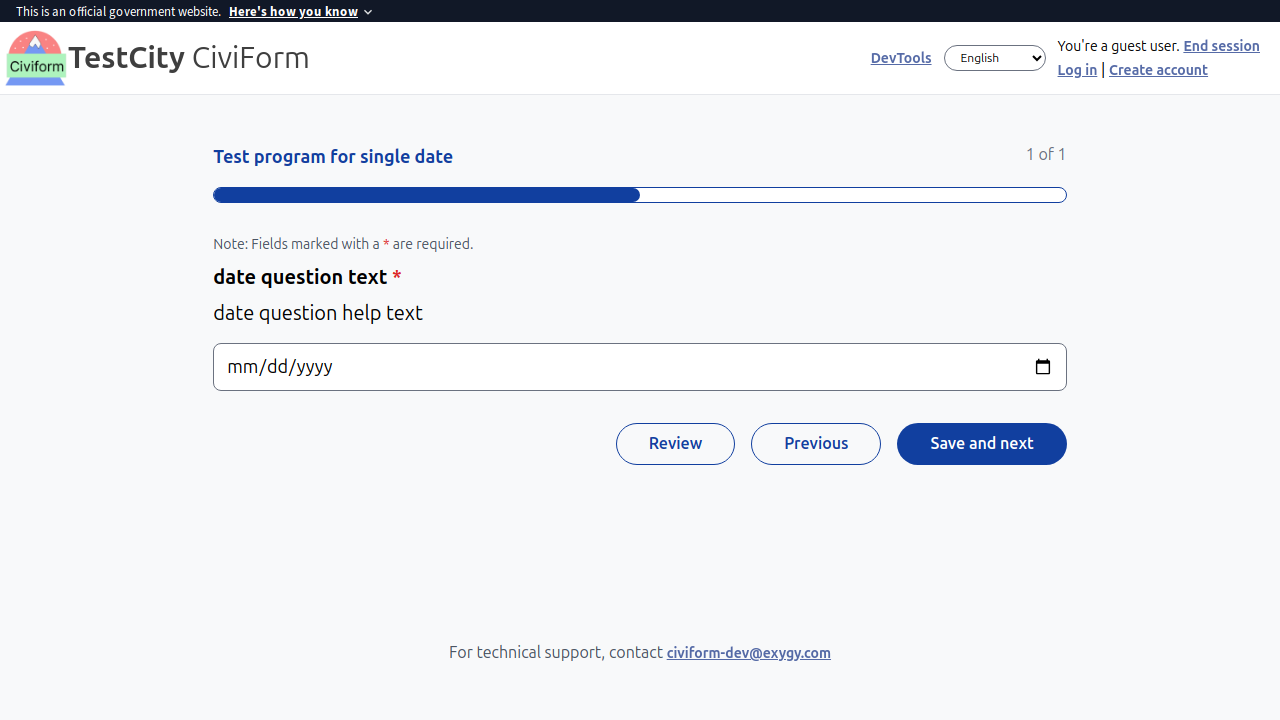 This is an official government website. Here's how you know
Civiform
TestCity CiviForm
DevTools
English
You're a guest user. End session
Log in | Create account
Test program for single date
1 of 1
Note: Fields marked with a * are required.
date question text *
date question help text
mm/dd/yyyy
Review
Previous
Save and next
For technical support, contact civiform-dev@exygy.com